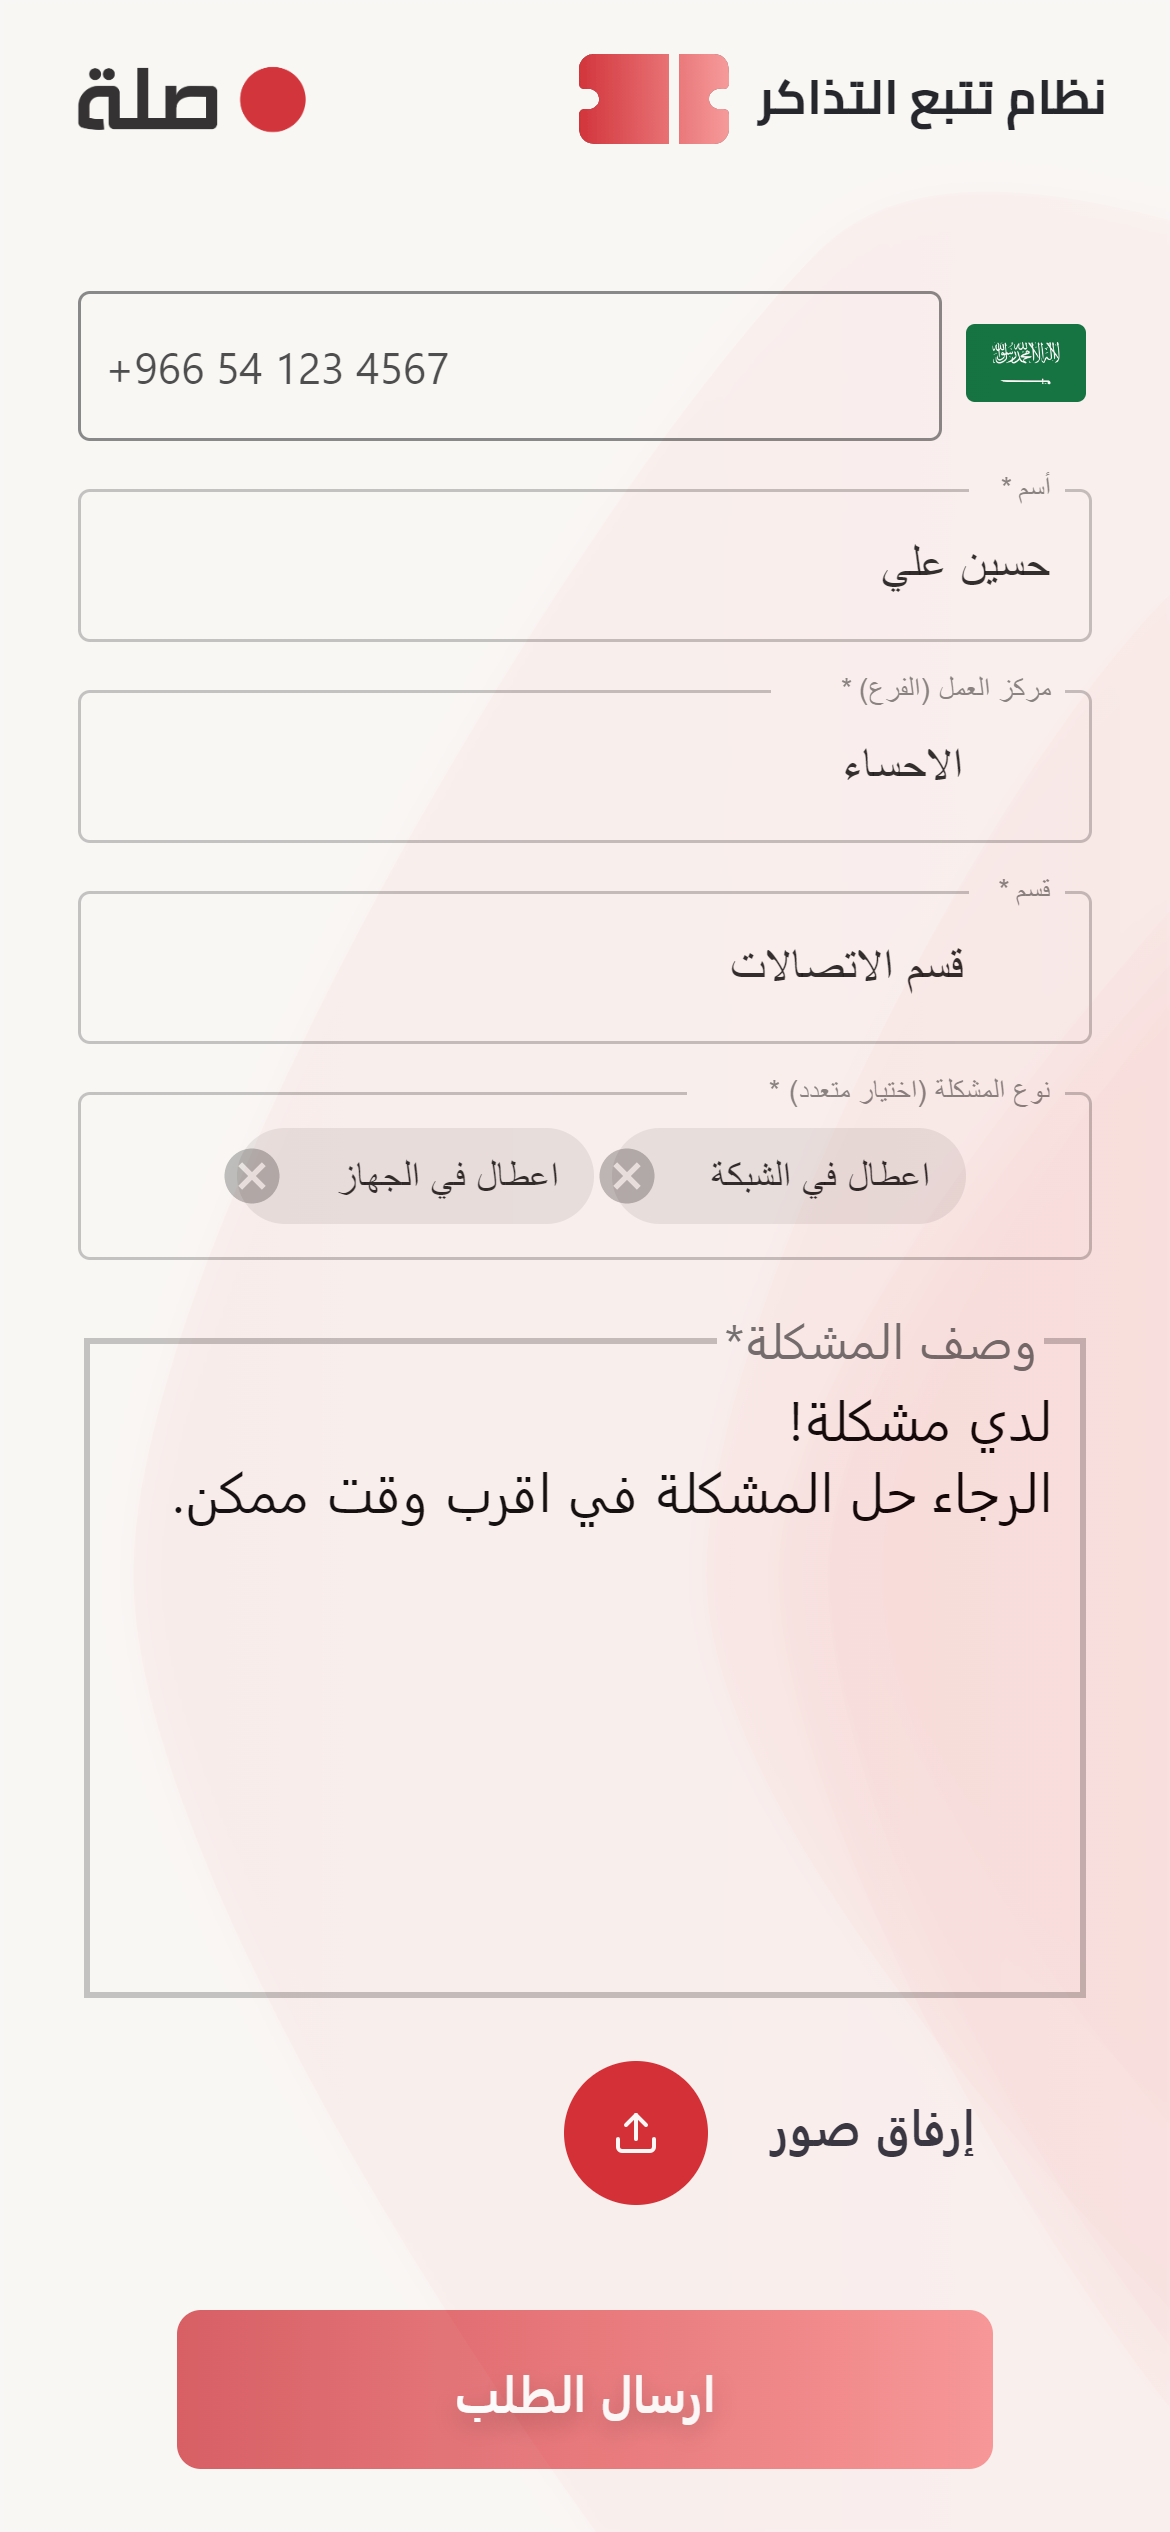 نظام تتبع التذاكر
صلة
+966 54 123 4567
أسم *
حسين علي
مركز العمل (الفرع) *
الاحساء
قسم *
قسم الاتصالات
نوع المشكلة (اختيار متعدد) *
اعطال في الشبكة
اعطال في الجهاز
وصف المشكلة*
لدي مشكلة!
الرجاء حل المشكلة في اقرب وقت ممكن.
إرفاق صور
ارسال الطلب